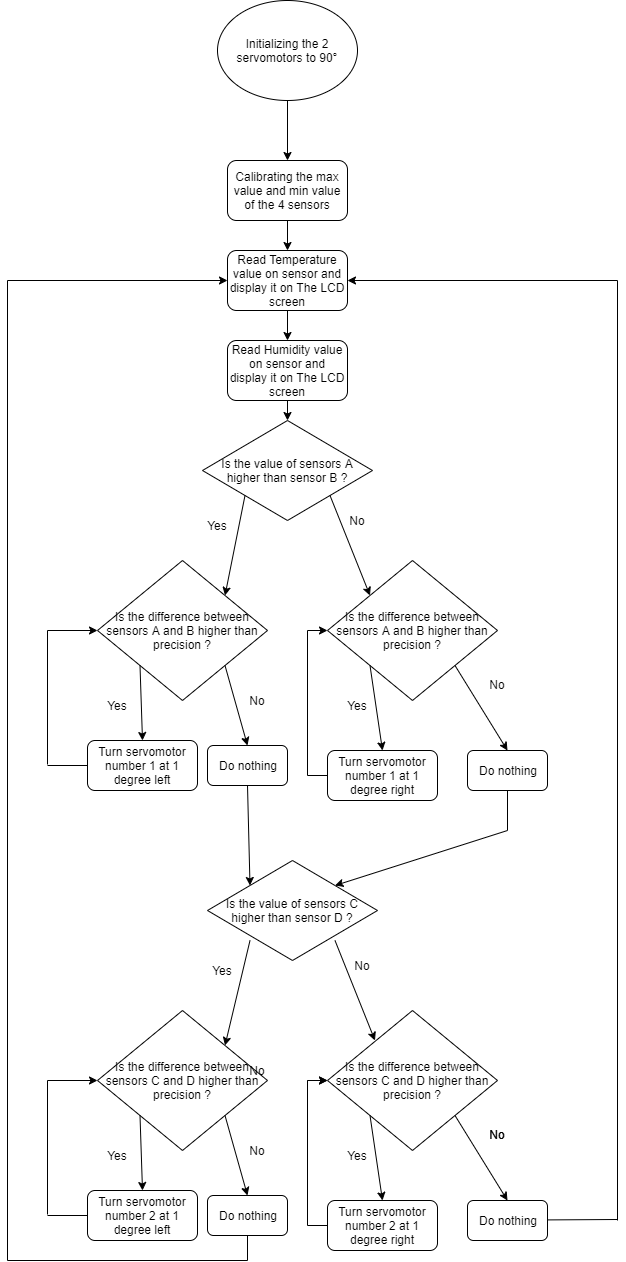 Initializing the 2
servomotors to 90°
Calibrating the max
value and min value
of the 4 sensors
Read Temperature
value on sensor and
display it on The LCD
screen
Read Humidity value
on sensor and
display it on The LCD
screen
Is the value of sensors A
higher than sensor B ?
Yes
No
Is the difference between
sensors A and B higher than
precision ?
Is the difference between
sensors A and B higher than
precision ?
Yes
No
Yes
No
Turn servomotor
number 1 at 1
degree left
Do nothing
Turn servomotor
number 1 at 1
degree right
Do nothing
Is the value of sensors C
higher than sensor D ?
Yes
No
Is the difference between
sensors C and D higher than
precision ?
No
Is the difference between
sensors C and D higher than
precision ?
Yes
No
Yes
No
Turn servomotor
number 2 at 1
degree left
Do nothing
Turn servomotor
number 2 at 1
degree right
Do nothing